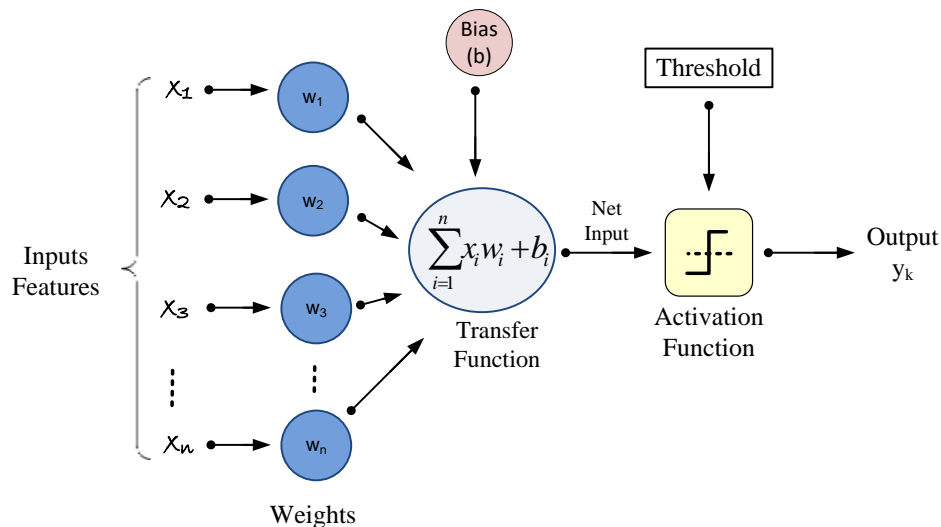 Bias
(b)
Threshold
x₁
w₁
x₂
w₂
x₃
w₃
xₙ
wₙ
Inputs
Features
Weights
n
∑xᵢwᵢ+bᵢ
i=1
Transfer
Function
Net
Input
Activation
Function
Output
yₖ